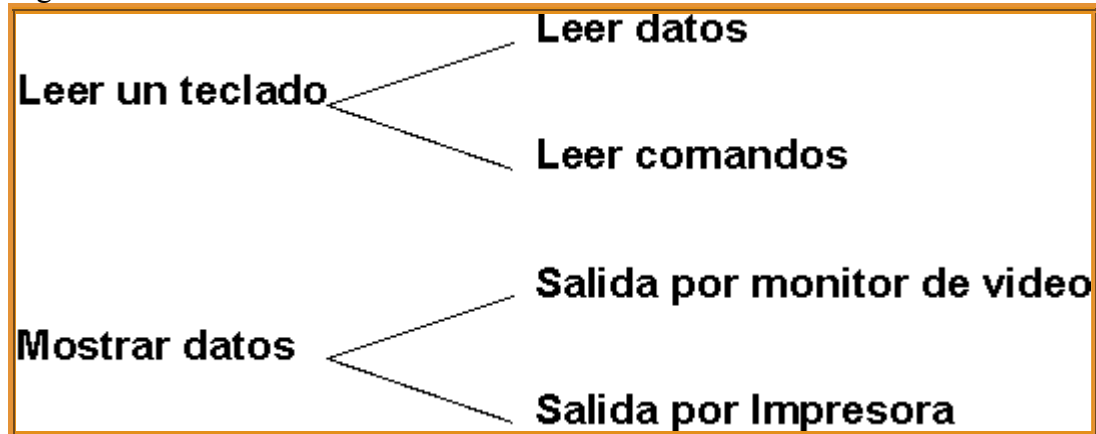 Leer datos
Leer un teclado
Leer comandos
Salida por monitor de video
Mostrar datos
Salida por Impresora